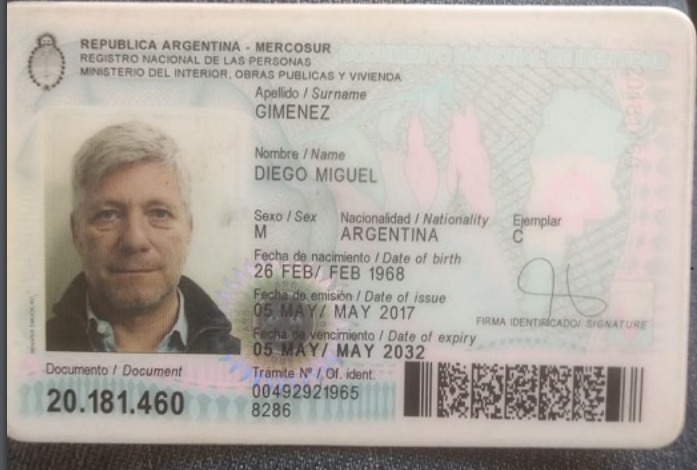 REPUBLICA ARGENTINA - MERCOSUR
REGISTRO NACIONAL DE LAS PERSONAS
MINISTERIO DEL INTERIOR, OBRAS PUBLICAS Y VIVIENDA
Apellido / Surname
GIMENEZ
Nombre / Name
DIEGO MIGUEL
Sexo / Sex Nacionalidad / Nationality Ejemplar
M ARGENTINA C
Fecha de nacimiento / Date of birth
26 FEB/ FEB 1968
Fecha de emisión / Date of issue
05 MAY/ MAY 2017
FIRMA IDENTIFICADO/ SIGNATURE
Fecha de vencimiento / Date of expiry
05 MAY/ MAY 2032
Documento / Document
20.181.460
Trámite Nº / Of. ident.
00492921965
8286